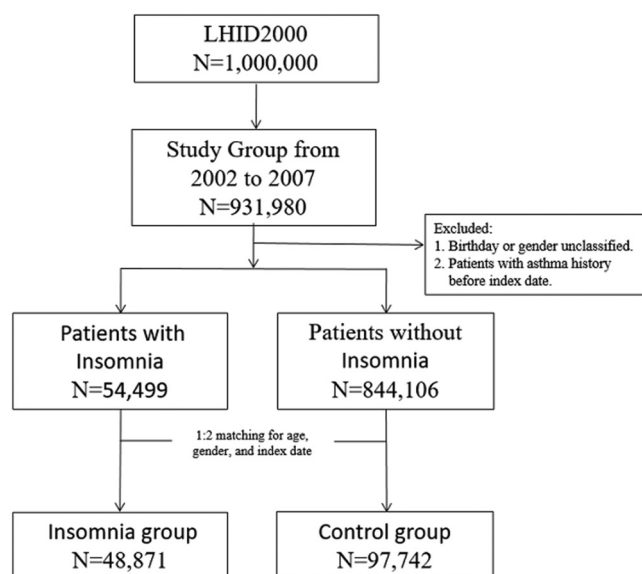 LHID2000
N=1,000,000
Study Group from
2002 to 2007
N=931,980
Excluded:
1. Birthday or gender unclassified.
2. Patients with asthma history
before index date.
Patients with
Insomnia
N=54,499
Patients without
Insomnia
N=844,106
1:2 matching for age,
gender, and index date
Insomnia group
N=48,871
Control group
N=97,742